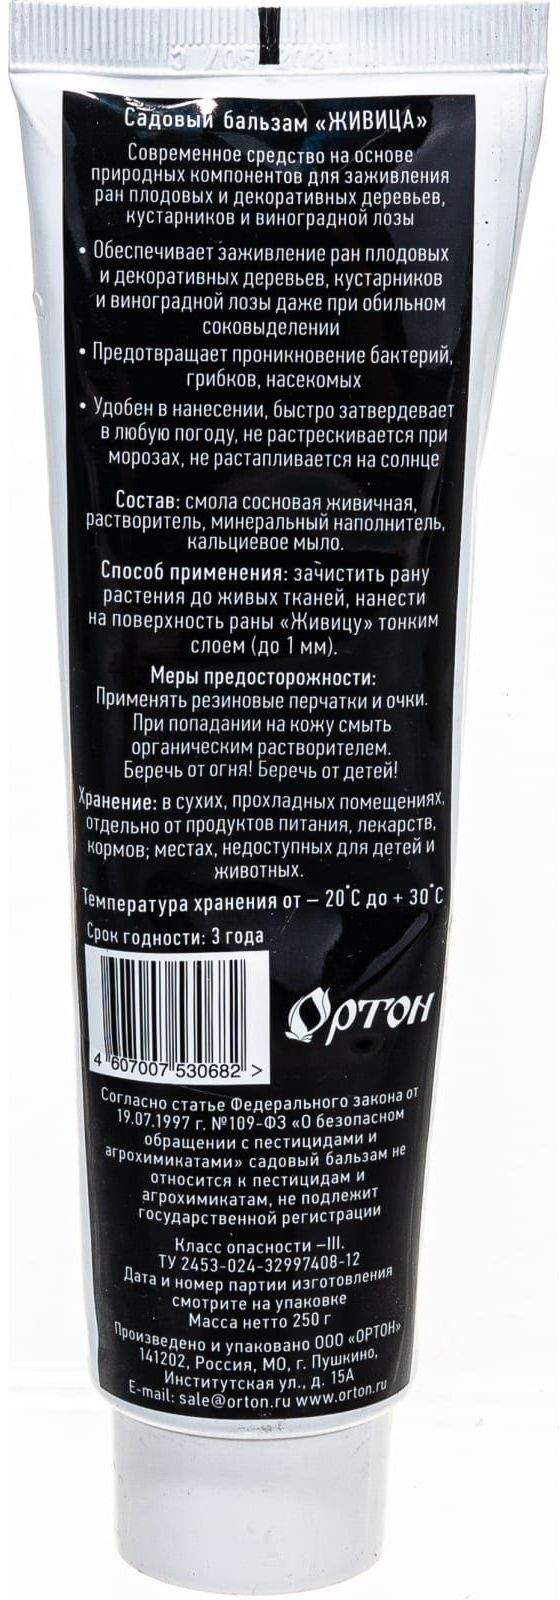 Садовый бальзам «ЖИВИЦА»
Современное средство на основе
природных компонентов для заживления
ран плодовых и декоративных деревьев,
кустарников и виноградной лозы
• Обеспечивает заживление ран плодовых
и декоративных деревьев, кустарников
и виноградной лозы даже при обильном
соковыделении
• Предотвращает проникновение бактерий,
грибков, насекомых
• Удобен в нанесении, быстро затвердевает
в любую погоду, не растрескивается при
морозах, не растапливается на солнце
Состав: смола сосновая живичная,
растворитель, минеральный наполнитель,
кальциевое мыло.
Способ применения: зачистить рану
растения до живых тканей, нанести
на поверхность раны «Живицу» тонким
слоем (до 1 мм).
Меры предосторожности:
Применять резиновые перчатки и очки.
При попадании на кожу смыть
органическим растворителем.
Беречь от огня! Беречь от детей!
Хранение: в сухих, прохладных помещениях,
отдельно от продуктов питания, лекарств,
кормов; местах, недоступных для детей и
животных.
Температура хранения от – 20°С до + 30°С
Срок годности: 3 года
4 607007 530682 >
Ортон
Согласно статье Федерального закона от
19.07.1997 г. №109-ФЗ «О безопасном
обращении с пестицидами и
агрохимикатами» садовый бальзам не
относится к пестицидам и
агрохимикатам, не подлежит
государственной регистрации
Класс опасности –III.
ТУ 2453-024-32997408-12
Дата и номер партии изготовления
смотрите на упаковке
Масса нетто 250 г
Произведено и упаковано ООО «ОРТОН»
141202, Россия, МО, г. Пушкино,
Институтская ул., д. 15А
E-mail: sale@orton.ru www.orton.ru